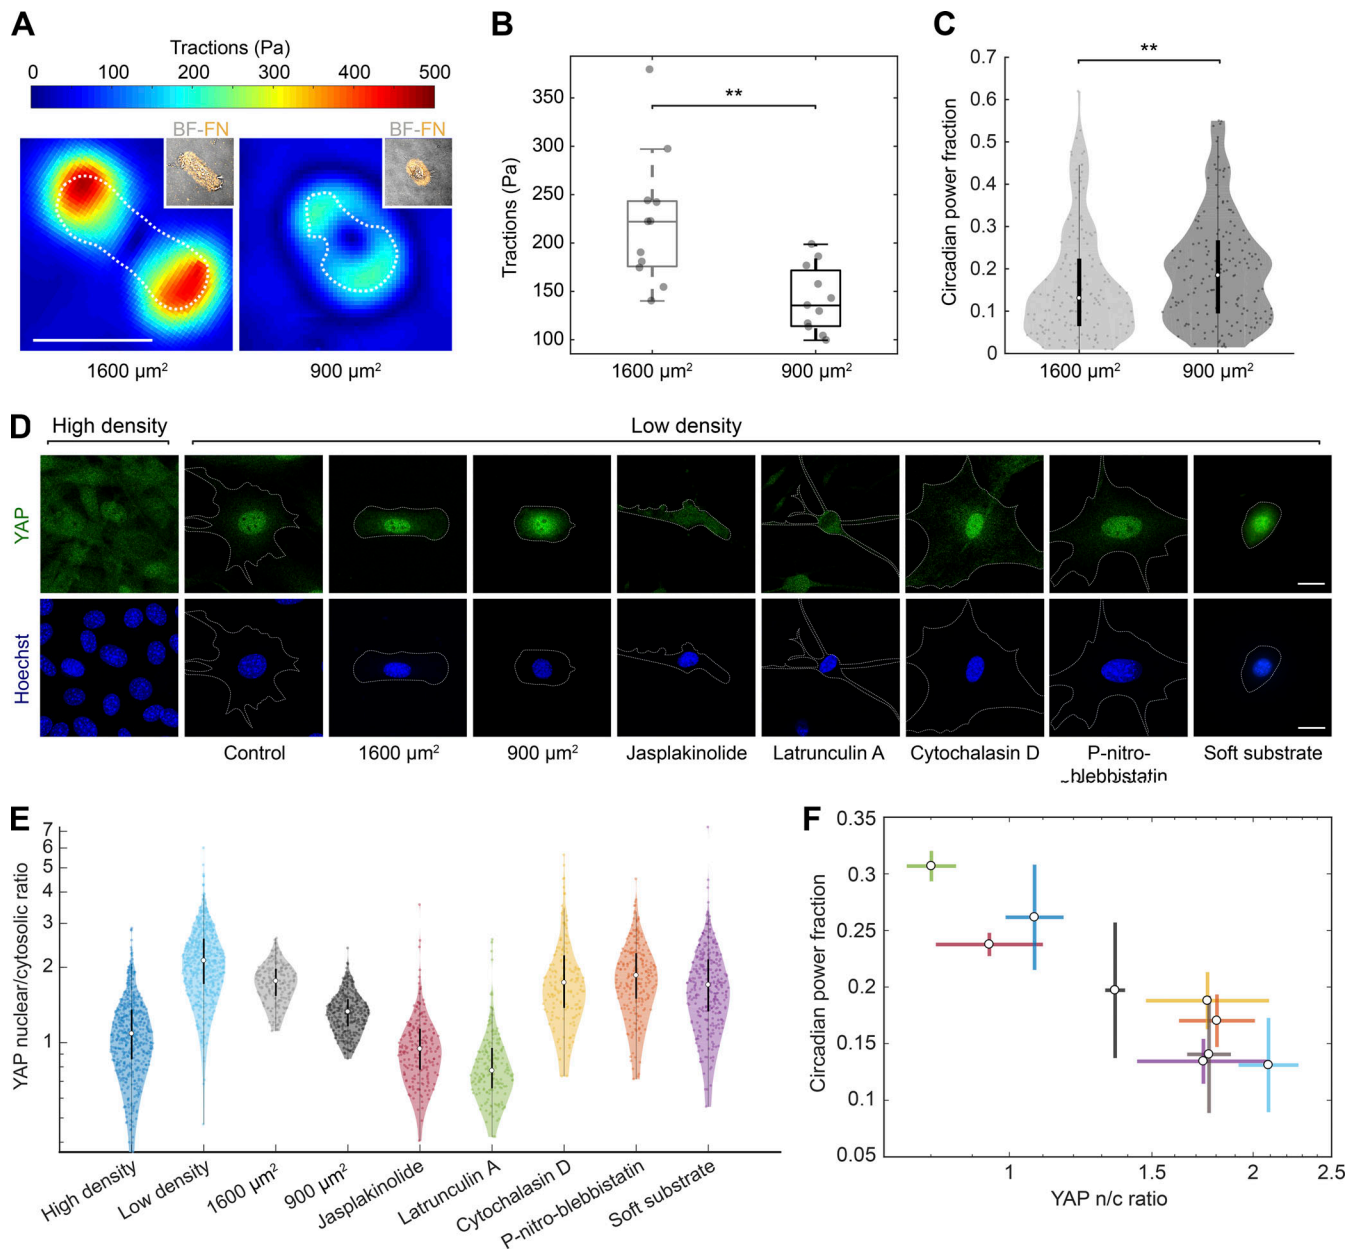 A
Tractions (Pa)
0 100 200 300 400 500
BF-FN
BF-FN
1600 µm²
900 µm²
B
Tractions (Pa)
350
300
250
200
150
100
**
1600 µm²
900 µm²
C
Circadian power fraction
0.7
0.6
0.5
0.4
0.3
0.2
0.1
0
**
1600 µm²
900 µm²
D
High density
Low density
YAP
Hoechst
Control
1600 µm²
900 µm²
Jasplakinolide
Latrunculin A
Cytochalasin D
P-nitro-
blebbistatin
Soft substrate
E
YAP nuclear/cytosolic ratio
7
6
5
4
3
2
1
High density
Low density
1600 µm²
900 µm²
Jasplakinolide
Latrunculin A
Cytochalasin D
P-nitro-blebbistatin
Soft substrate
F
Circadian power fraction
0.35
0.3
0.25
0.2
0.15
0.1
0.05
1 1.5 2 2.5
YAP n/c ratio